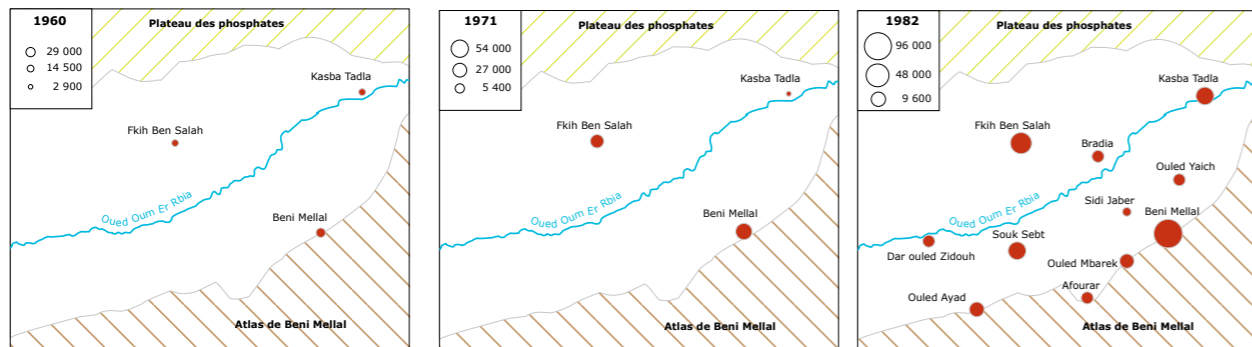 1960
29 000
14 500
2 900
Plateau des phosphates
Kasba Tadla
Fkih Ben Salah
Oued Oum Er Rbia
Beni Mellal
Atlas de Beni Mellal
1971
54 000
27 000
5 400
Plateau des phosphates
Kasba Tadla
Fkih Ben Salah
Oued Oum Er Rbia
Beni Mellal
Atlas de Beni Mellal
1982
96 000
48 000
9 600
Plateau des phosphates
Kasba Tadla
Fkih Ben Salah
Bradia
Ouled Yaich
Oued Oum Er Rbia
Sidi Jaber
Beni Mellal
Souk Sebt
Dar ouled Zidouh
Ouled Mbarek
Afourar
Ouled Ayad
Atlas de Beni Mellal